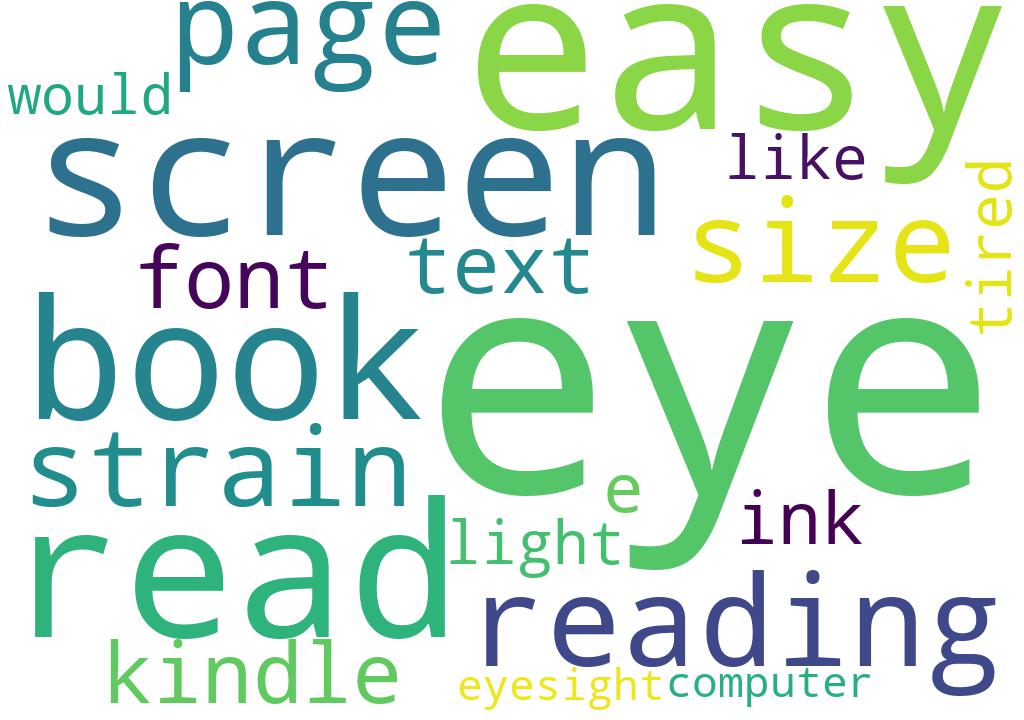 page
easy
would
screen
like
tired
size
font
text
book
eye
strain
e
ink
read
light
reading
kindle
eyesight
computer